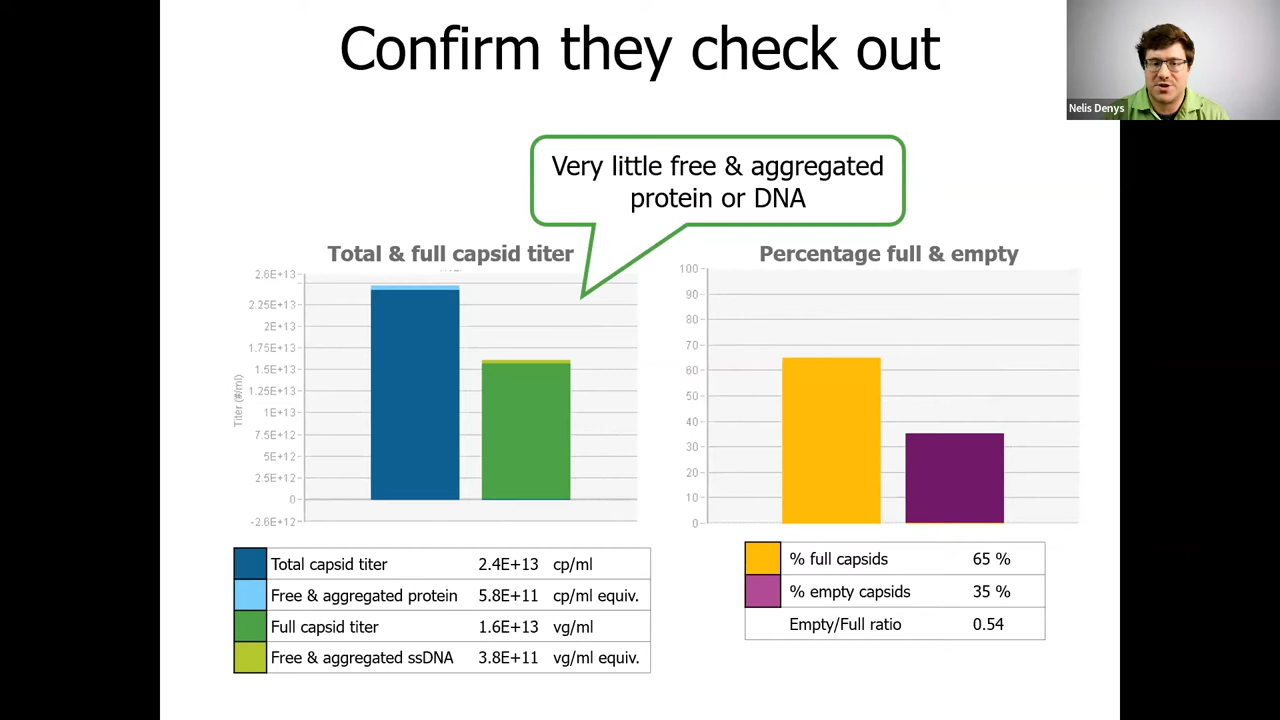 Confirm they check out
Nelis Denys
Very little free & aggregated
protein or DNA
Total & full capsid titer
2.6E+13
2.25E+13
2E+13
1.75E+13
1.5E+13
1.25E+13
1E+13
7.5E+12
5E+12
2.5E+12
0
-2.6E+12
Titer (#/ml)
Percentage full & empty
100
90
80
70
60
50
40
30
20
10
0
Total capsid titer 2.4E+13 cp/ml
Free & aggregated protein 5.8E+11 cp/ml equiv.
Full capsid titer 1.6E+13 vg/ml
Free & aggregated ssDNA 3.8E+11 vg/ml equiv.
% full capsids 65 %
% empty capsids 35 %
Empty/Full ratio 0.54